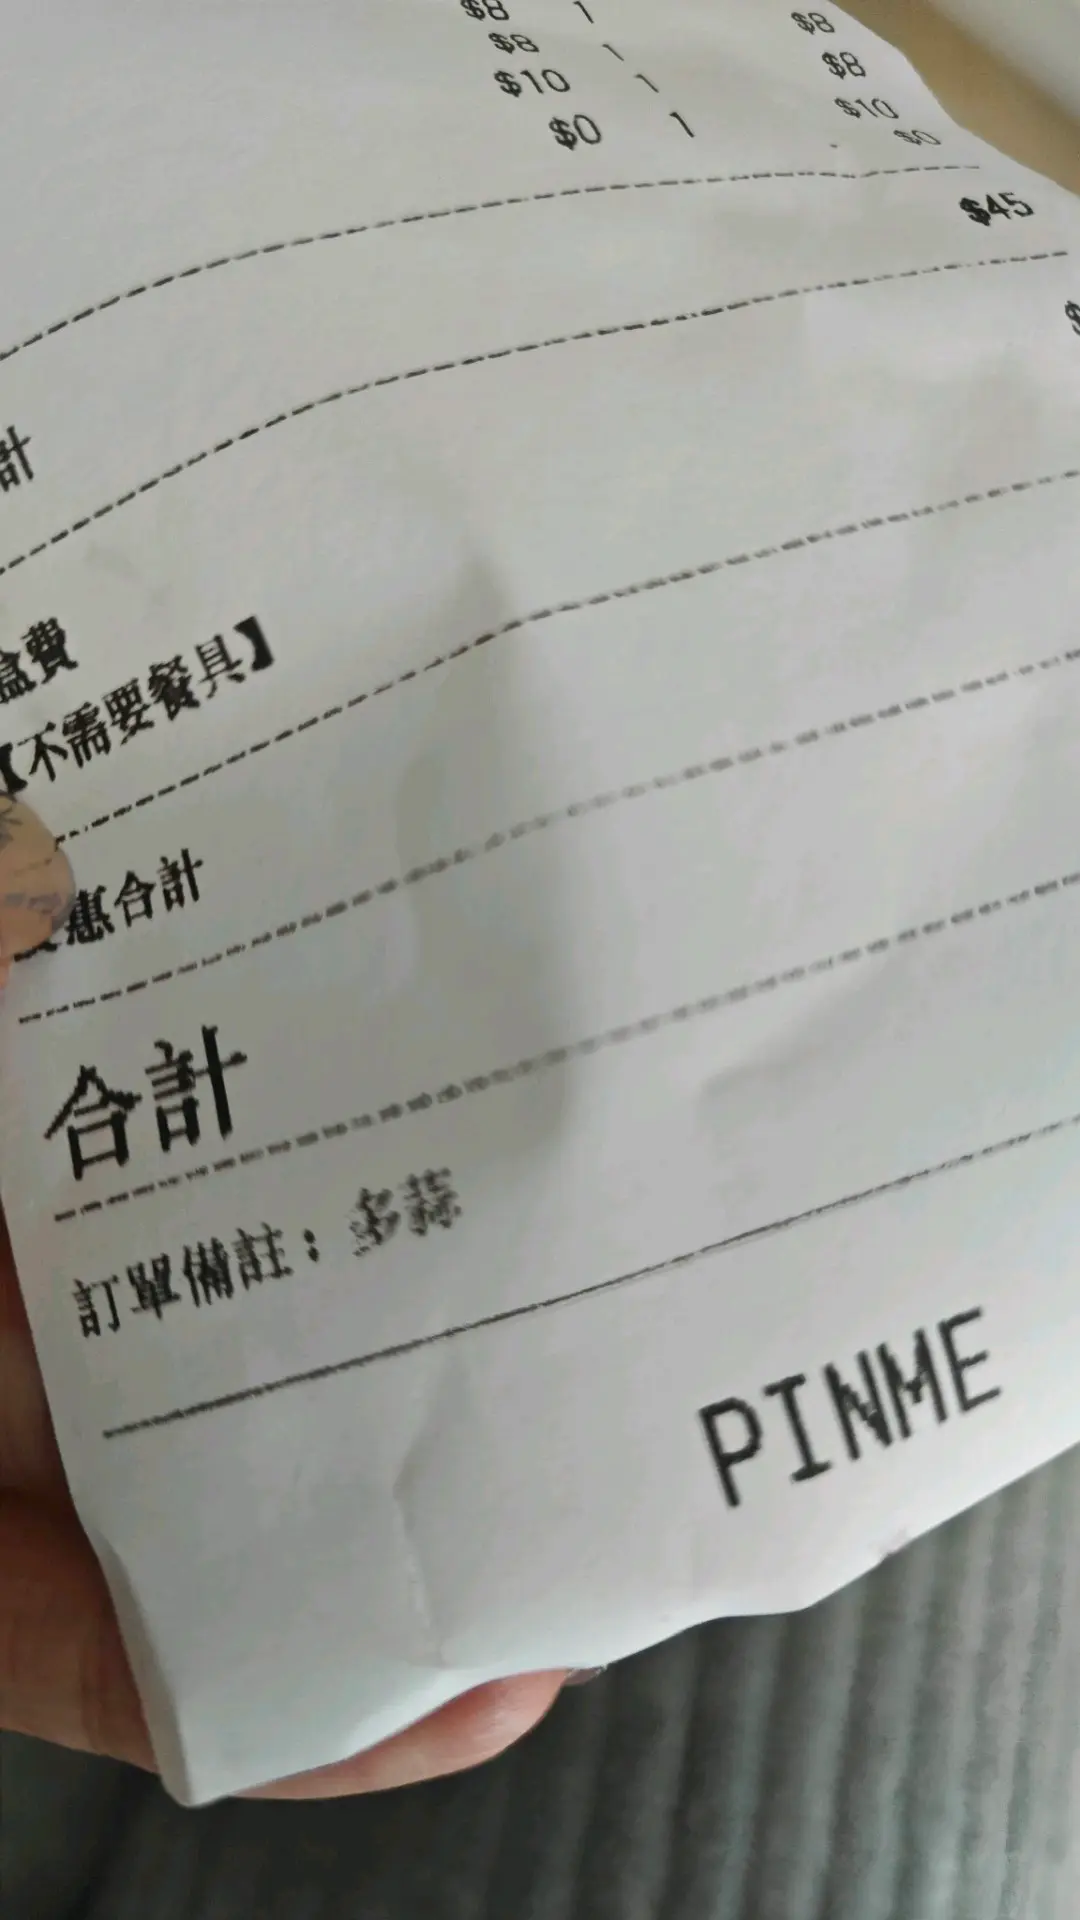 $8 1 $8
$8 1 $8
$10 1 $10
$0 1 $0
$45
計
$
盒費
【不需要餐具】
惠合計
合計
訂單備註：多蒜
PINME